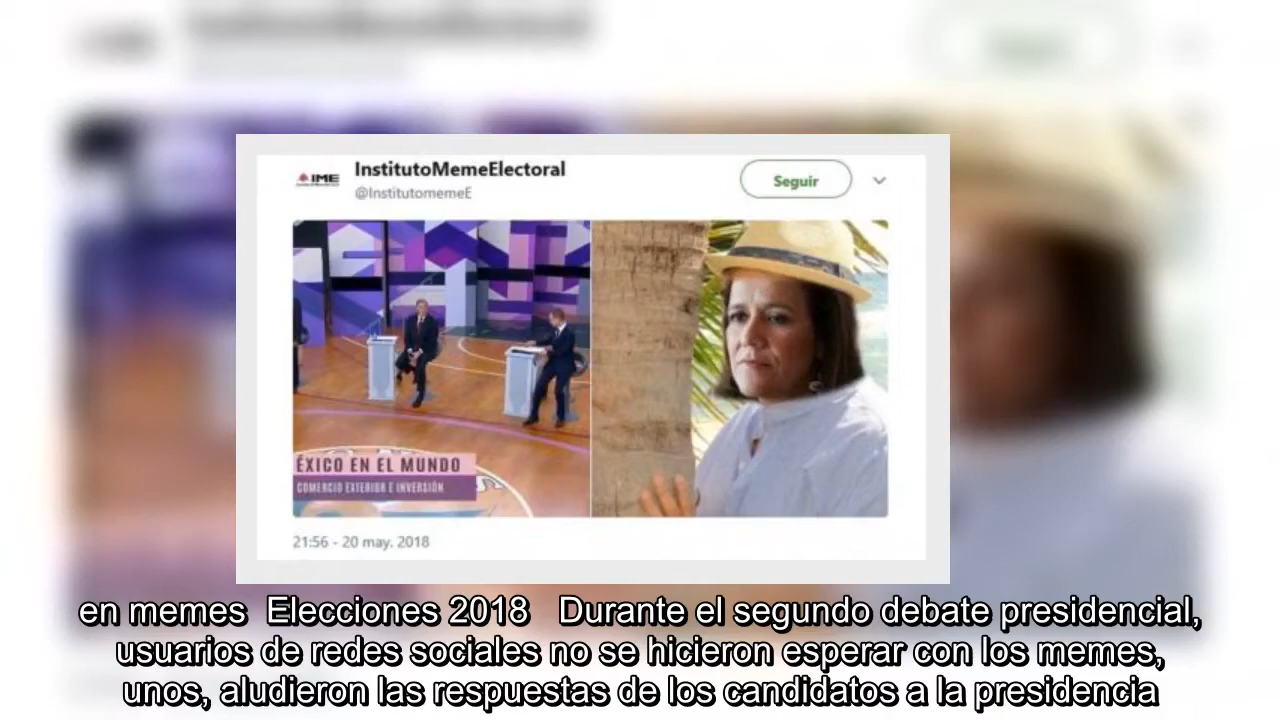 IME
InstitutoMemeElectoral
@InstitutomemeE
Seguir
ÉXICO EN EL MUNDO
COMERCIO EXTERIOR E INVERSIÓN
21:56 - 20 may. 2018
en memes Elecciones 2018 Durante el segundo debate presidencial,
usuarios de redes sociales no se hicieron esperar con los memes,
unos, aludieron las respuestas de los candidatos a la presidencia